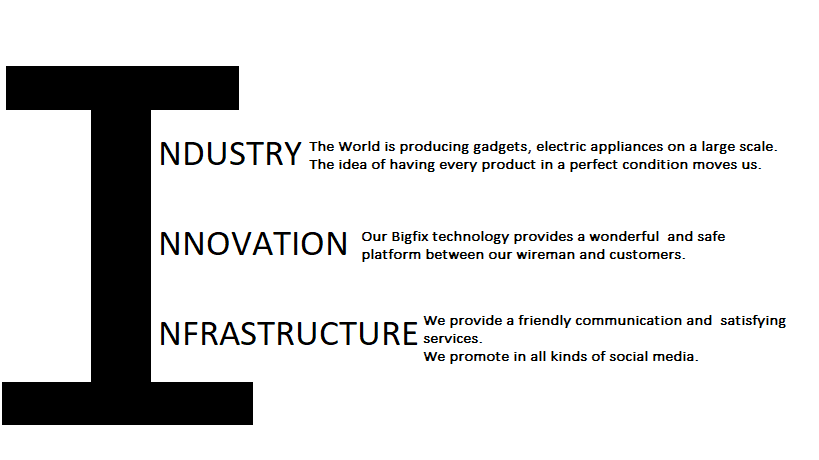 I
NDUSTRY
The World is producing gadgets, electric appliances on a large scale.
The idea of having every product in a perfect condition moves us.
NNOVATION
Our Bigfix technology provides a wonderful  and safe
platform between our wireman and customers.
NFRASTRUCTURE
We provide a friendly communication and  satisfying
services.
We promote in all kinds of social media.